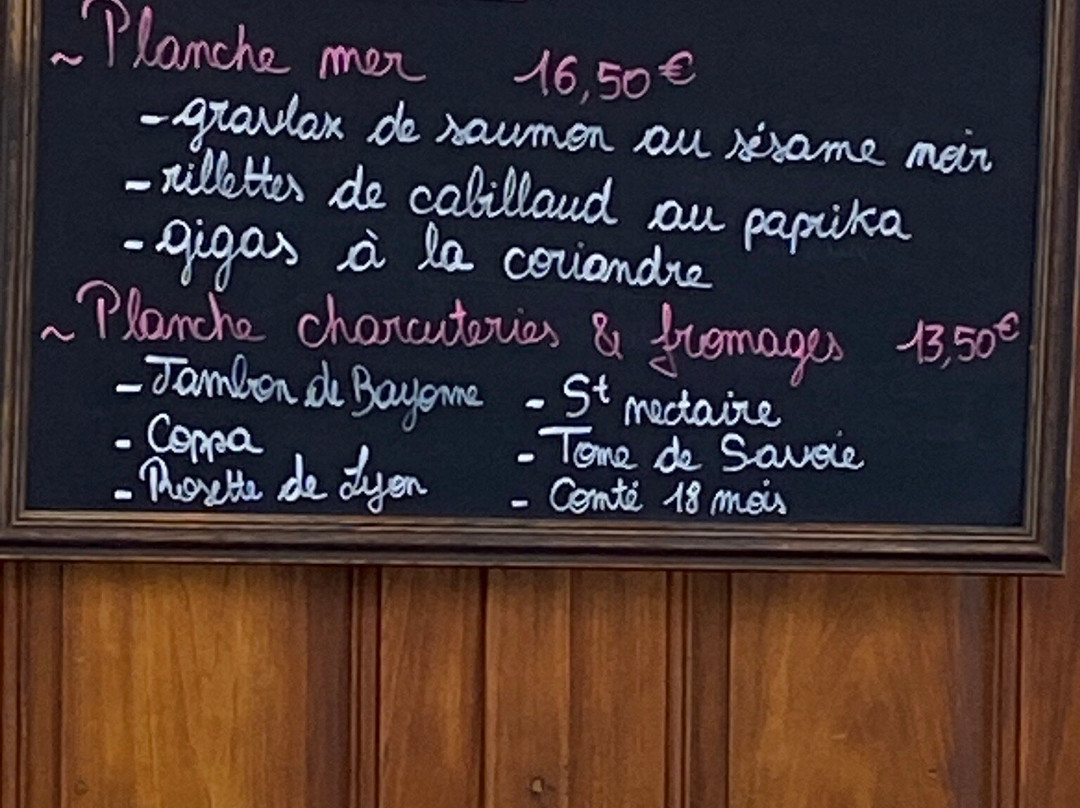 ~ Planche mer 16,50 €
- gravlax de saumon au sésame noir
- rillettes de cabillaud au paprika
- gigas à la coriandre
~ Planche charcuteries & fromages 13,50 €
- Jambon de Bayonne - St nectaire
- Coppa - Tome de Savoie
- Rosette de Lyon - Comté 18 mois